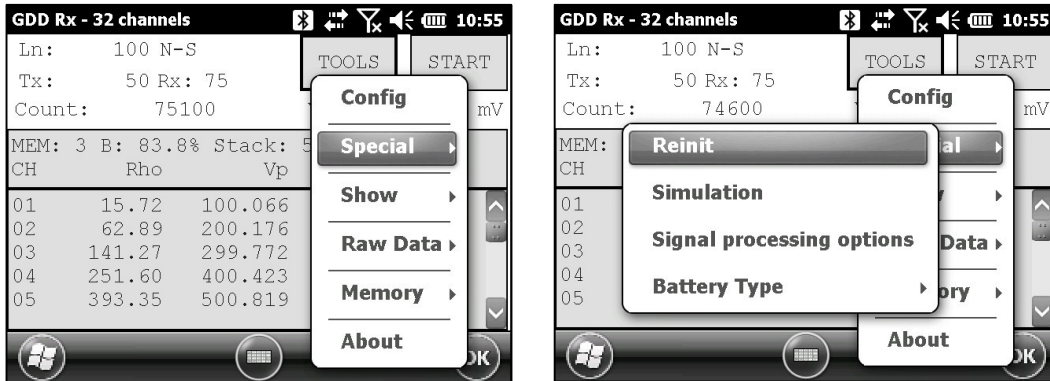 GDD Rx - 32 channels 10:55
Ln: 100 N-S
Tx: 50 Rx: 75
Count: 75100 mV
TOOLS START
MEM: 3 B: 83.8% Stack: 5
CH Rho Vp
01 15.72 100.066
02 62.89 200.176
03 141.27 299.772
04 251.60 400.423
05 393.35 500.819
Config
Special
Show
Raw Data
Memory
About
OK
GDD Rx - 32 channels 10:55
Ln: 100 N-S
Tx: 50 Rx: 75
Count: 74600 mV
TOOLS START
MEM:
CH
01
02
03
04
05
Config
al
Data
ory
About
Reinit
Simulation
Signal processing options
Battery Type
OK